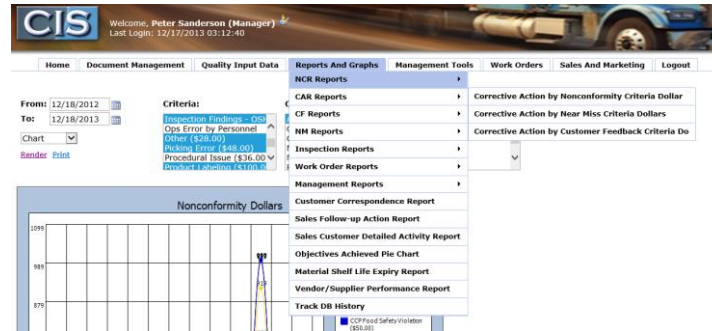 CIS
Welcome, Peter Sanderson (Manager)
Last Login: 12/17/2013 03:12:40
Home Document Management Quality Input Data Reports And Graphs Management Tools Work Orders Sales And Marketing Logout
NCR Reports
CAR Reports
CF Reports
NM Reports
Inspection Reports
Work Order Reports
Management Reports
Customer Correspondence Report
Sales Follow-up Action Report
Sales Customer Detailed Activity Report
Objectives Achieved Pie Chart
Material Shelf Life Expiry Report
Vendor/Supplier Performance Report
Track DB History
Corrective Action by Nonconformity Criteria Dollar
Corrective Action by Near Miss Criteria Dollars
Corrective Action by Customer Feedback Criteria Do
From: 12/18/2012
To: 12/18/2013
Chart
Render Print
Criteria:
Inspection Findings - OSH
Ops Error by Personnel
Other ($28.00)
Picking Error ($48.00)
Procedural Issue ($36.00
Product Labeling ($100.0
Nonconformity Dollars
1099
989
879
CCP Food Safety Violation
($50.00)